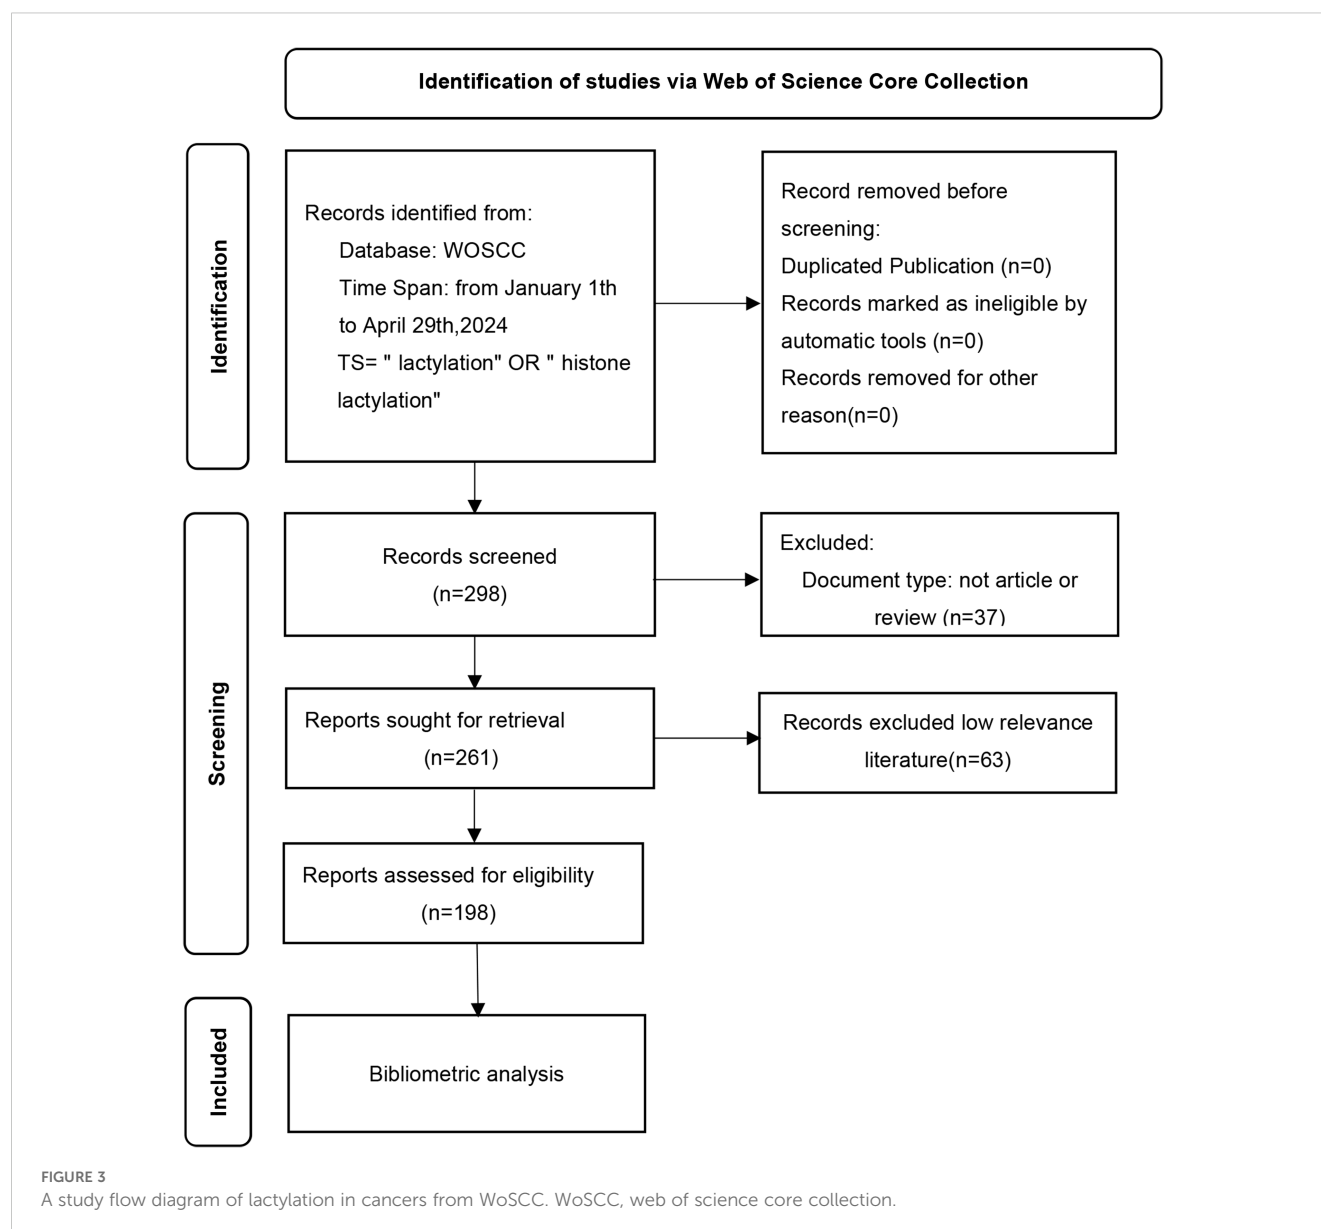 Identification of studies via Web of Science Core Collection
Identification
Records identified from:
Database: WOSCC
Time Span: from January 1th
to April 29th,2024
TS= " lactylation" OR " histone
lactylation"
Record removed before
screening:
Duplicated Publication (n=0)
Records marked as ineligible by
automatic tools (n=0)
Records removed for other
reason(n=0)
Screening
Records screened
(n=298)
Excluded:
Document type: not article or
review (n=37)
Reports sought for retrieval
(n=261)
Records excluded low relevance
literature(n=63)
Reports assessed for eligibility
(n=198)
Included
Bibliometric analysis
FIGURE 3
A study flow diagram of lactylation in cancers from WoSCC. WoSCC, web of science core collection.